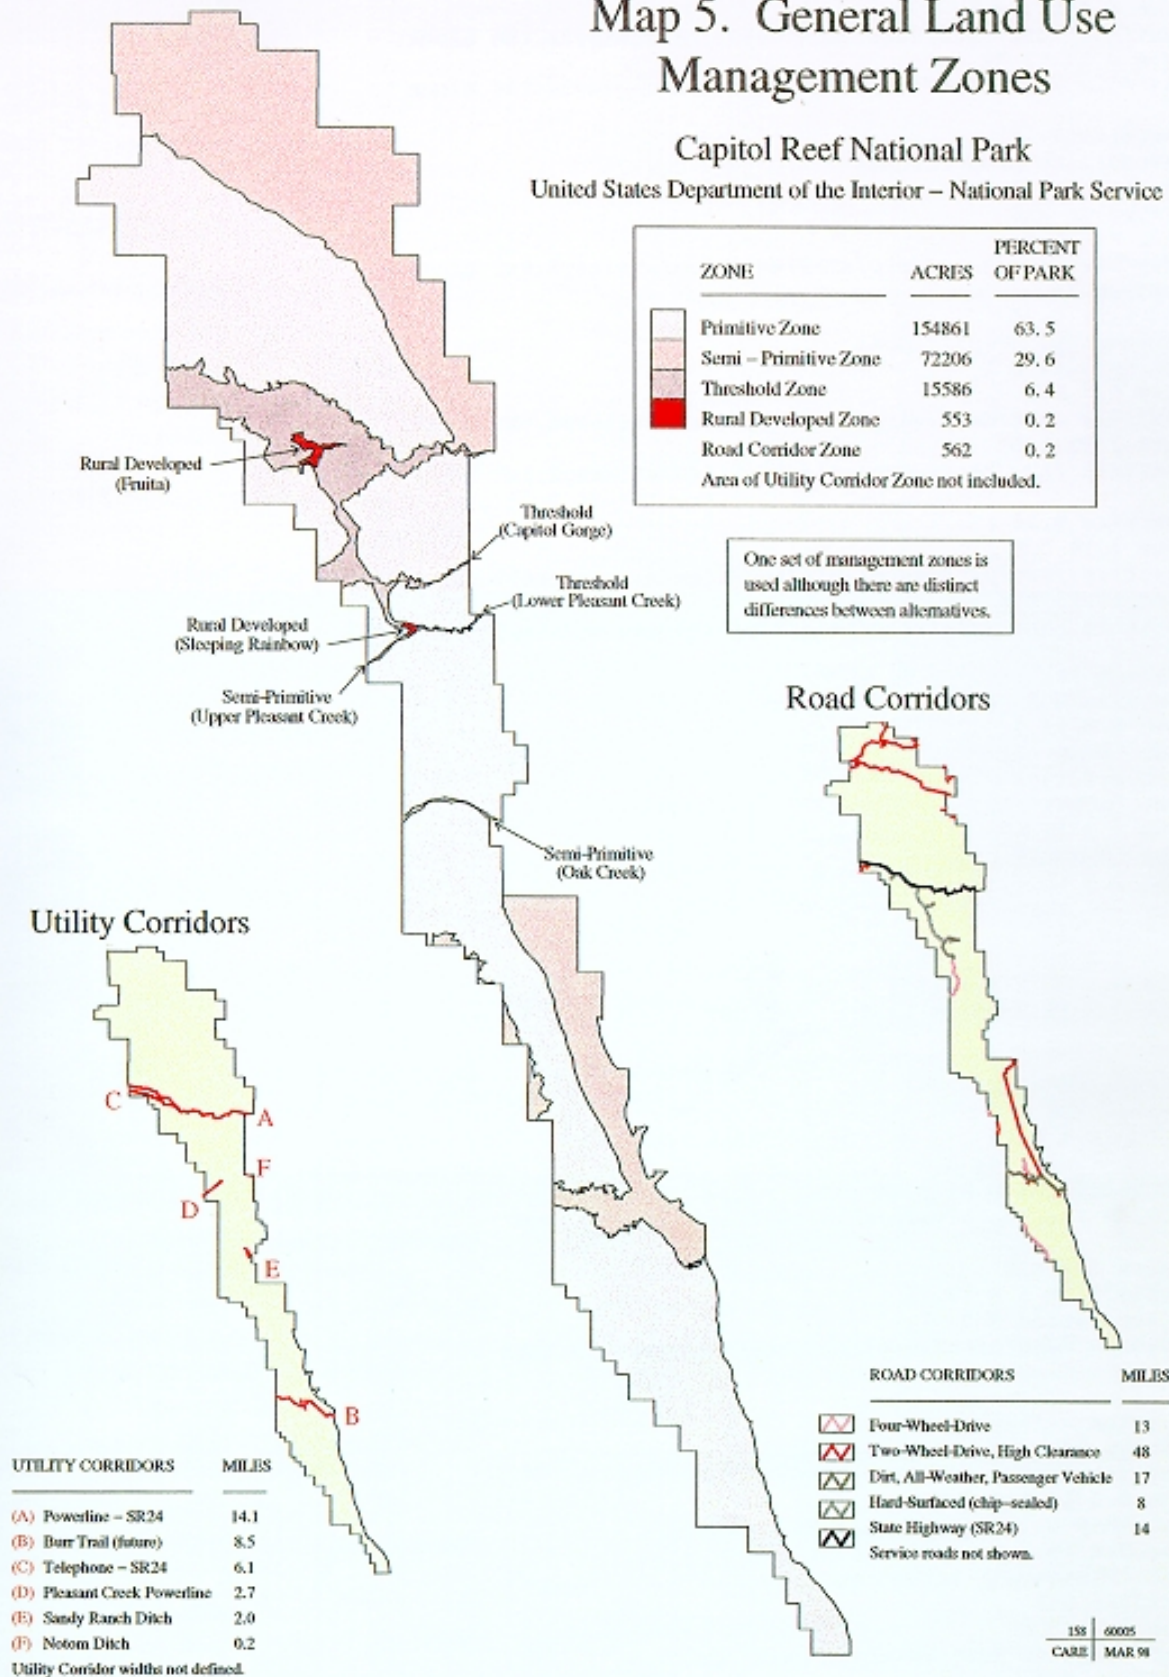 Map 5. General Land Use
Management Zones
Capitol Reef National Park
United States Department of the Interior – National Park Service
ZONE ACRES PERCENT OF PARK
Primitive Zone 154861 63.5
Semi – Primitive Zone 72206 29.6
Threshold Zone 15586 6.4
Rural Developed Zone 553 0.2
Road Corridor Zone 562 0.2
Area of Utility Corridor Zone not included.
One set of management zones is
used although there are distinct
differences between alternatives.
Rural Developed
(Fruita)
Threshold
(Capitol Gorge)
Threshold
(Lower Pleasant Creek)
Rural Developed
(Sleeping Rainbow)
Semi-Primitive
(Upper Pleasant Creek)
Semi-Primitive
(Oak Creek)
Road Corridors
ROAD CORRIDORS MILES
Four-Wheel-Drive 13
Two-Wheel-Drive, High Clearance 48
Dirt, All-Weather, Passenger Vehicle 17
Hard-Surfaced (chip–sealed) 8
State Highway (SR24) 14
Service roads not shown.
Utility Corridors
C
A
F
D
E
B
UTILITY CORRIDORS MILES
(A) Powerline – SR24 14.1
(B) Burr Trail (future) 8.5
(C) Telephone – SR24 6.1
(D) Pleasant Creek Powerline 2.7
(E) Sandy Ranch Ditch 2.0
(F) Notom Ditch 0.2
Utility Corridor widths not defined.
158 60005
CARE MAR 98